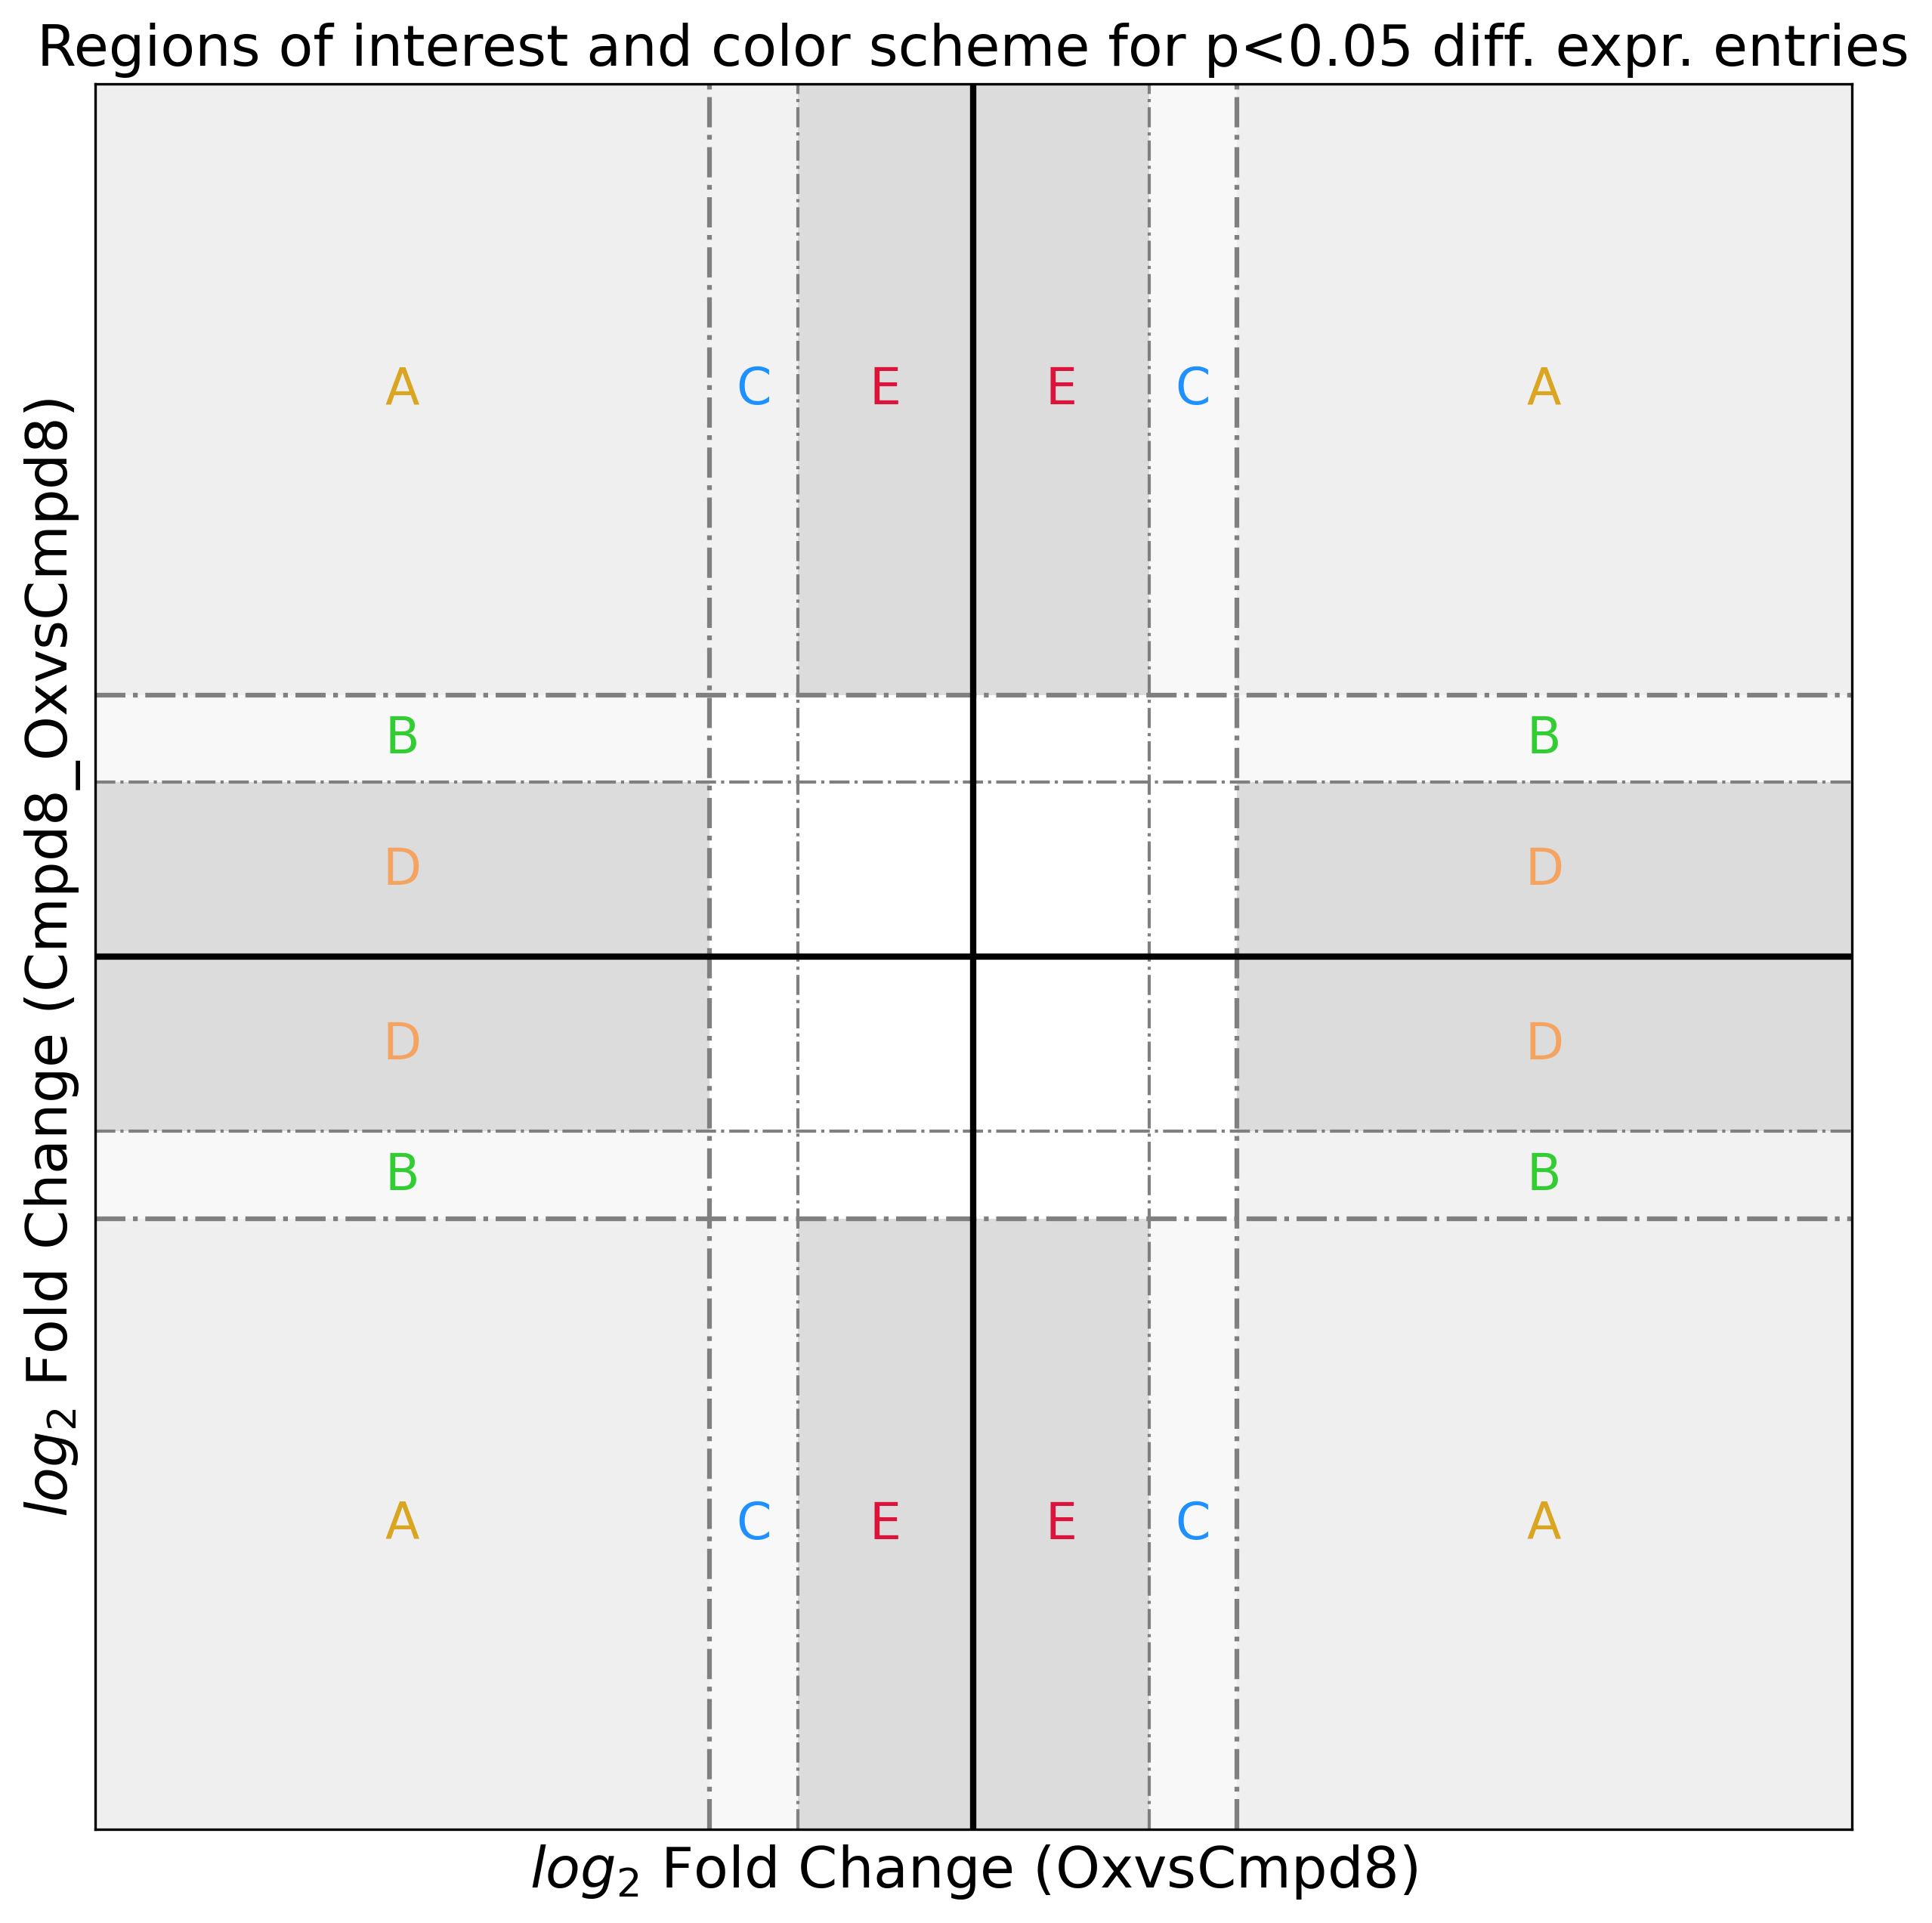 Regions of interest and color scheme for p<0.05 diff. expr. entries
log₂ Fold Change (Cmpd8_OxvsCmpd8)
A C E E C A
B B
D D
D D
B B
A C E E C A
log₂ Fold Change (OxvsCmpd8)